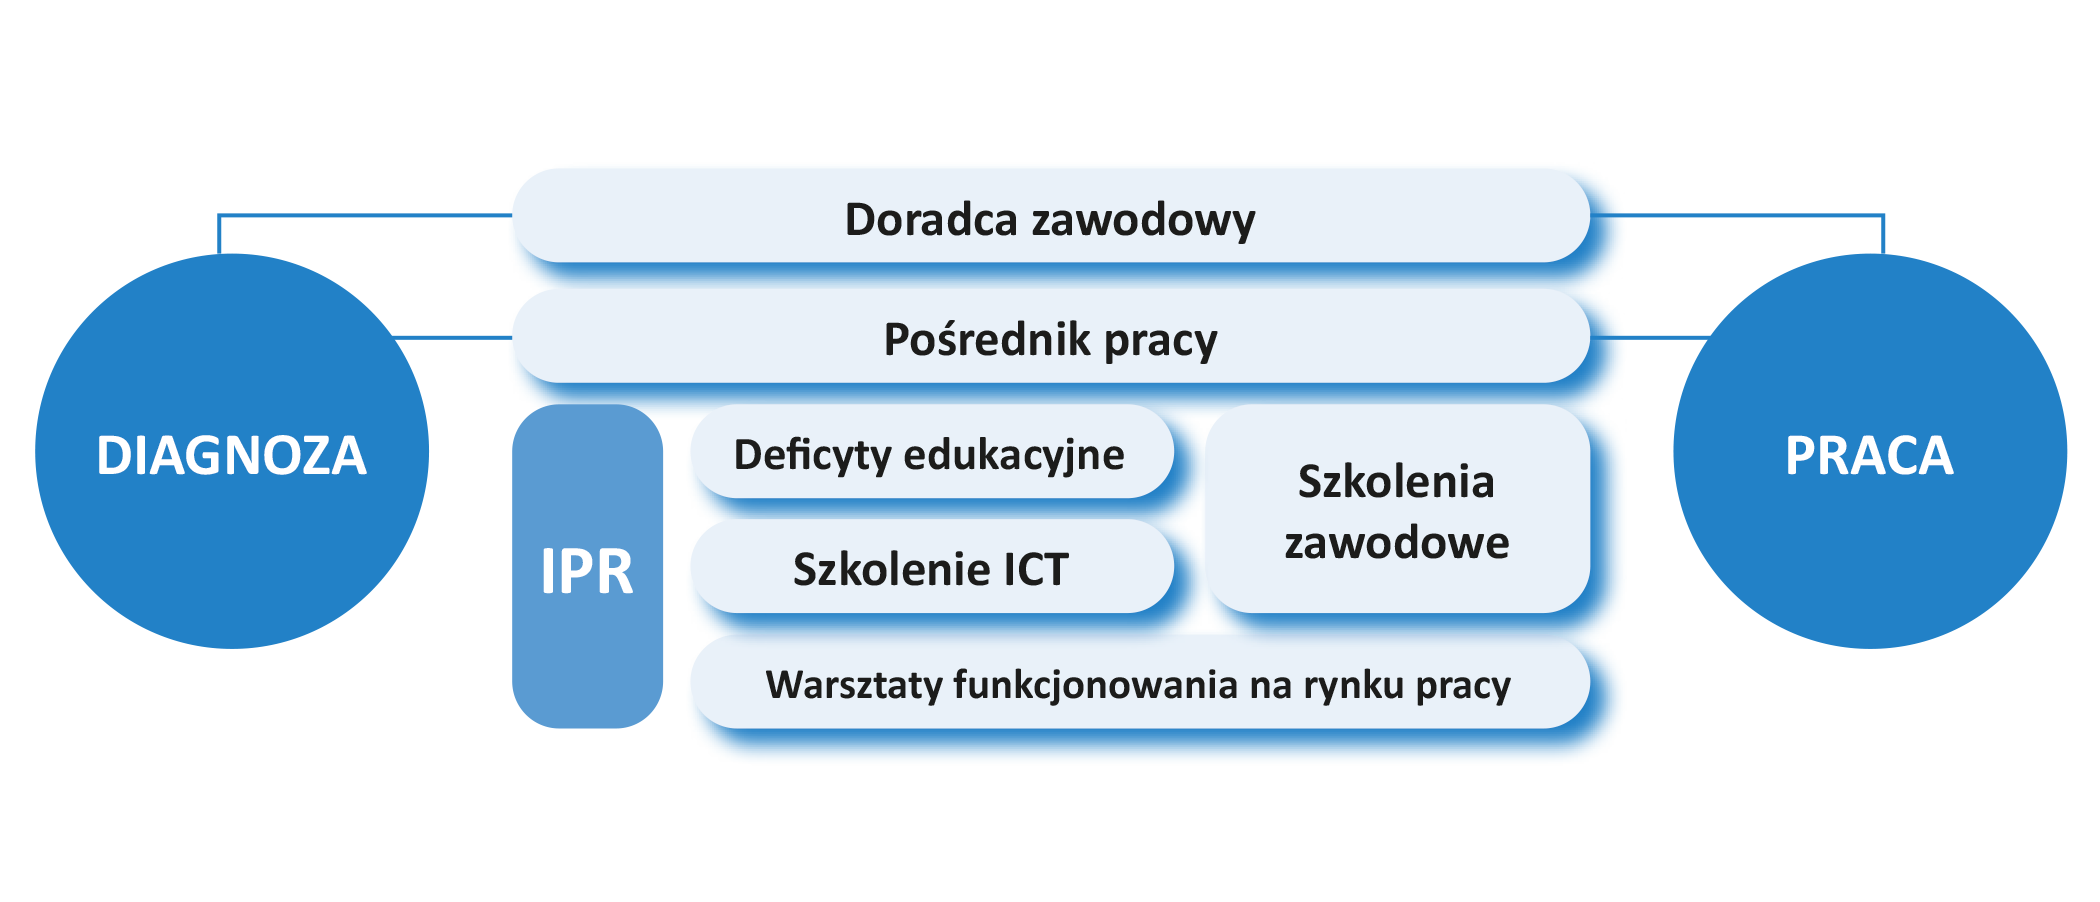 Doradca zawodowy
Pośrednik pracy
DIAGNOZA
IPR
Deficyty edukacyjne
Szkolenie ICT
Szkolenia
zawodowe
Warsztaty funkcjonowania na rynku pracy
PRACA